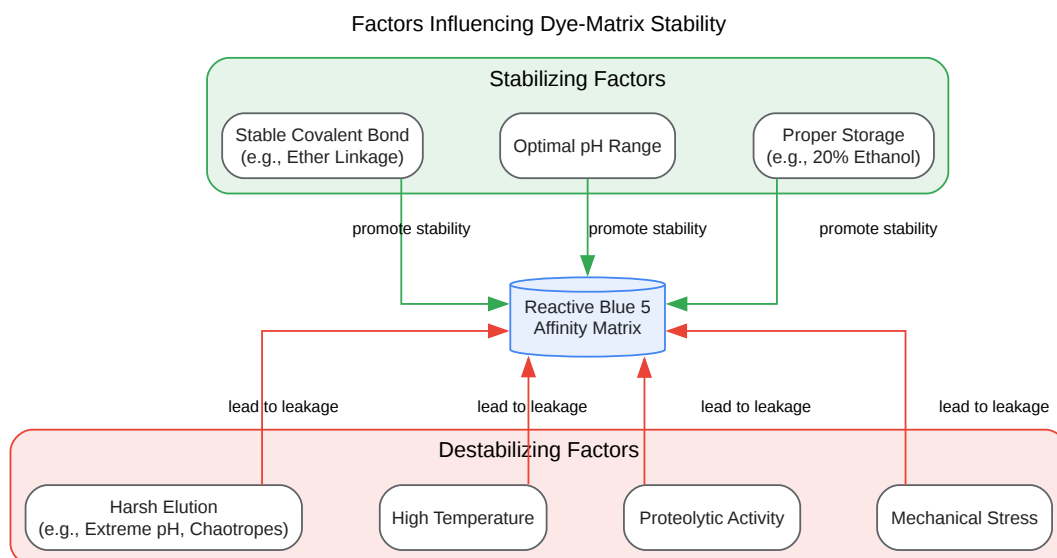 Factors Influencing Dye-Matrix Stability
Stabilizing Factors
Stable Covalent Bond
(e.g., Ether Linkage)
Optimal pH Range
Proper Storage
(e.g., 20% Ethanol)
promote stability
promote stability
promote stability
Reactive Blue 5
Affinity Matrix
lead to leakage
lead to leakage
lead to leakage
lead to leakage
Destabilizing Factors
Harsh Elution
(e.g., Extreme pH, Chaotropes)
High Temperature
Proteolytic Activity
Mechanical Stress